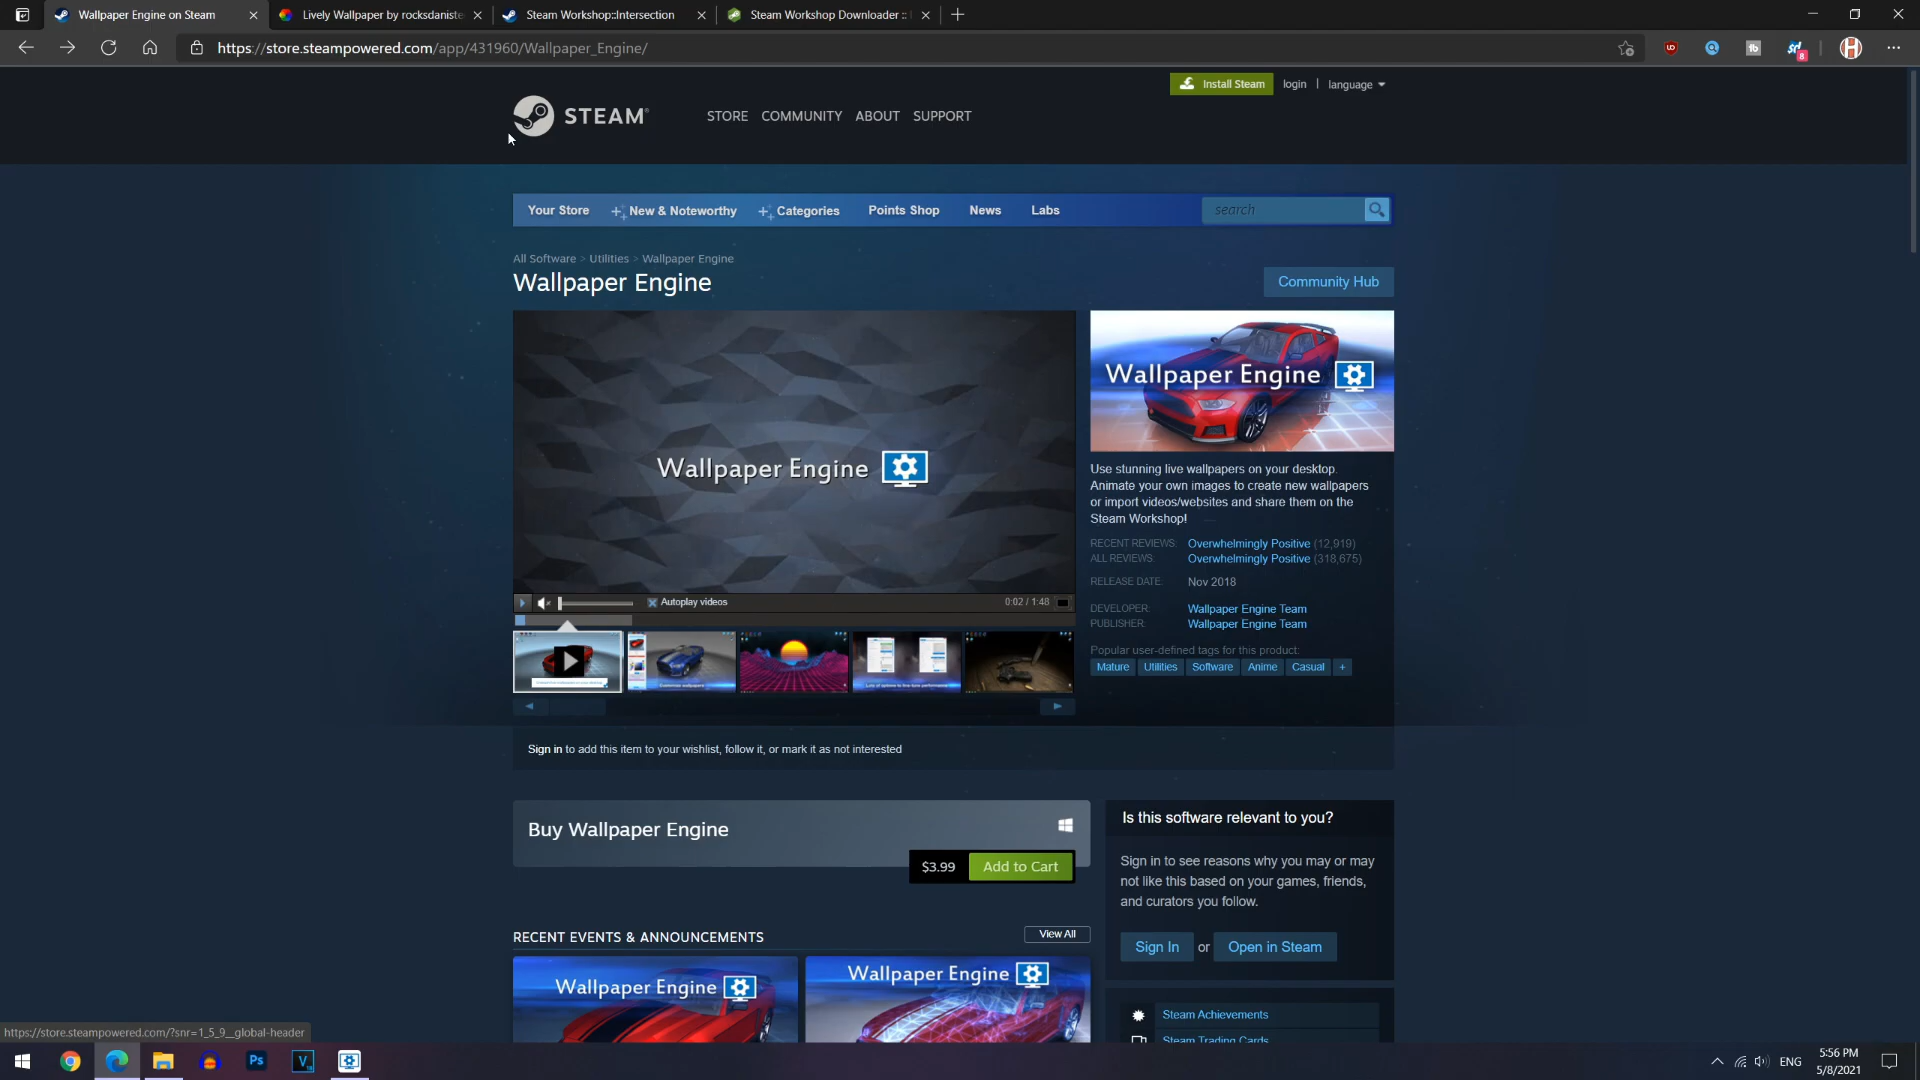 Wallpaper Engine on Steam
Lively Wallpaper by rocksdaniste
Steam Workshop::Intersection
Steam Workshop Downloader ::
https://store.steampowered.com/app/431960/Wallpaper_Engine/
Install Steam login | language
STEAM®
STORE COMMUNITY ABOUT SUPPORT
Your Store New & Noteworthy Categories Points Shop News Labs search
All Software > Utilities > Wallpaper Engine
Wallpaper Engine
Community Hub
Wallpaper Engine
Wallpaper Engine
Use stunning live wallpapers on your desktop.
Animate your own images to create new wallpapers
or import videos/websites and share them on the
Steam Workshop!
RECENT REVIEWS: Overwhelmingly Positive (12,919)
ALL REVIEWS: Overwhelmingly Positive (318,675)
RELEASE DATE: Nov 2018
DEVELOPER: Wallpaper Engine Team
PUBLISHER: Wallpaper Engine Team
Popular user-defined tags for this product:
Mature Utilities Software Anime Casual +
Autoplay videos 0:02 / 1:48
Sign in to add this item to your wishlist, follow it, or mark it as not interested
Buy Wallpaper Engine
$3.99 Add to Cart
Is this software relevant to you?
Sign in to see reasons why you may or may
not like this based on your games, friends,
and curators you follow.
Sign In or Open in Steam
RECENT EVENTS & ANNOUNCEMENTS View All
Wallpaper Engine
Wallpaper Engine
Steam Achievements
Steam Trading Cards
https://store.steampowered.com/?snr=1_5_9__global-header
Ps
V
ENG
5:56 PM
5/8/2021